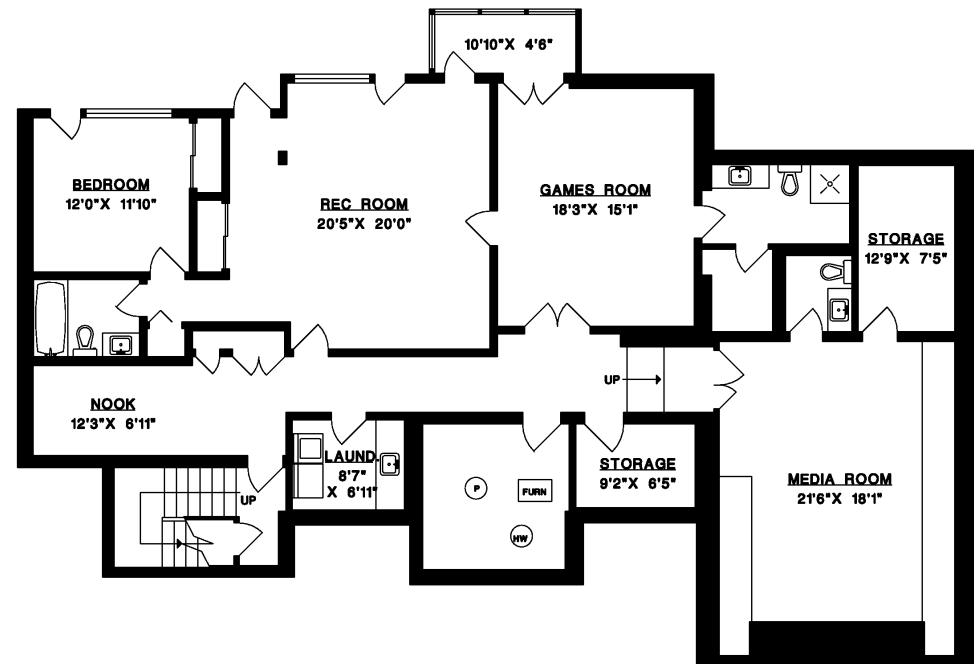 10'10"X 4'6"
BEDROOM
12'0"X 11'10"
REC ROOM
20'5"X 20'0"
GAMES ROOM
18'3"X 15'1"
STORAGE
12'9"X 7'5"
UP
NOOK
12'3"X 6'11"
LAUND.
8'7"
X 6'11"
STORAGE
9'2"X 6'5"
MEDIA ROOM
21'6"X 18'1"
P
FURN
HW
UP